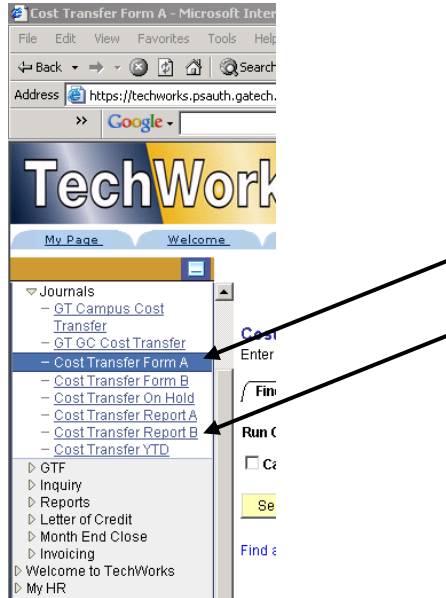 Cost Transfer Form A - Microsoft Inter
File Edit View Favorites Tools Help
Back Search
Address https://techworks.psauth.gatech.
» Google
TechWork
My Page Welcome
Journals
GT Campus Cost
Transfer
GT GC Cost Transfer
Cost Transfer Form A
Cost Transfer Form B
Cost Transfer On Hold
Cost Transfer Report A
Cost Transfer Report B
Cost Transfer YTD
GTF
Inquiry
Reports
Letter of Credit
Month End Close
Invoicing
Welcome to TechWorks
My HR
Cost
Enter
Fin
Run
Ca
Se
Find a